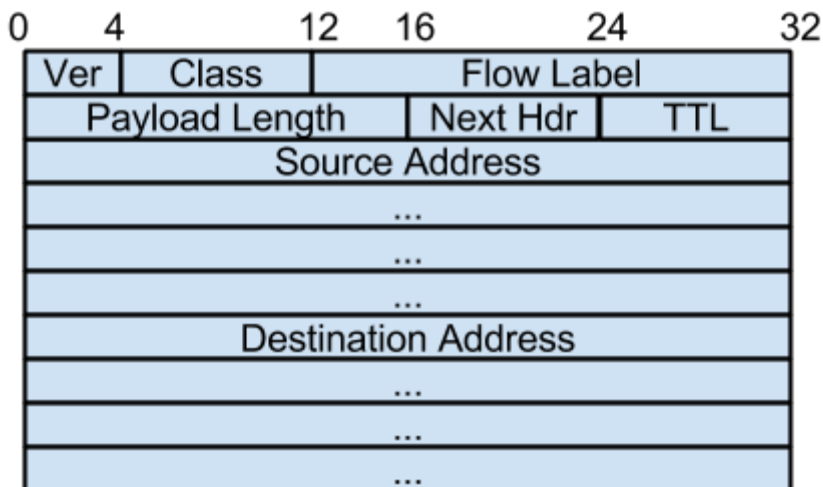 0 4 12 16 24 32
Ver Class Flow Label
Payload Length Next Hdr TTL
Source Address
...
...
...
Destination Address
...
...
...